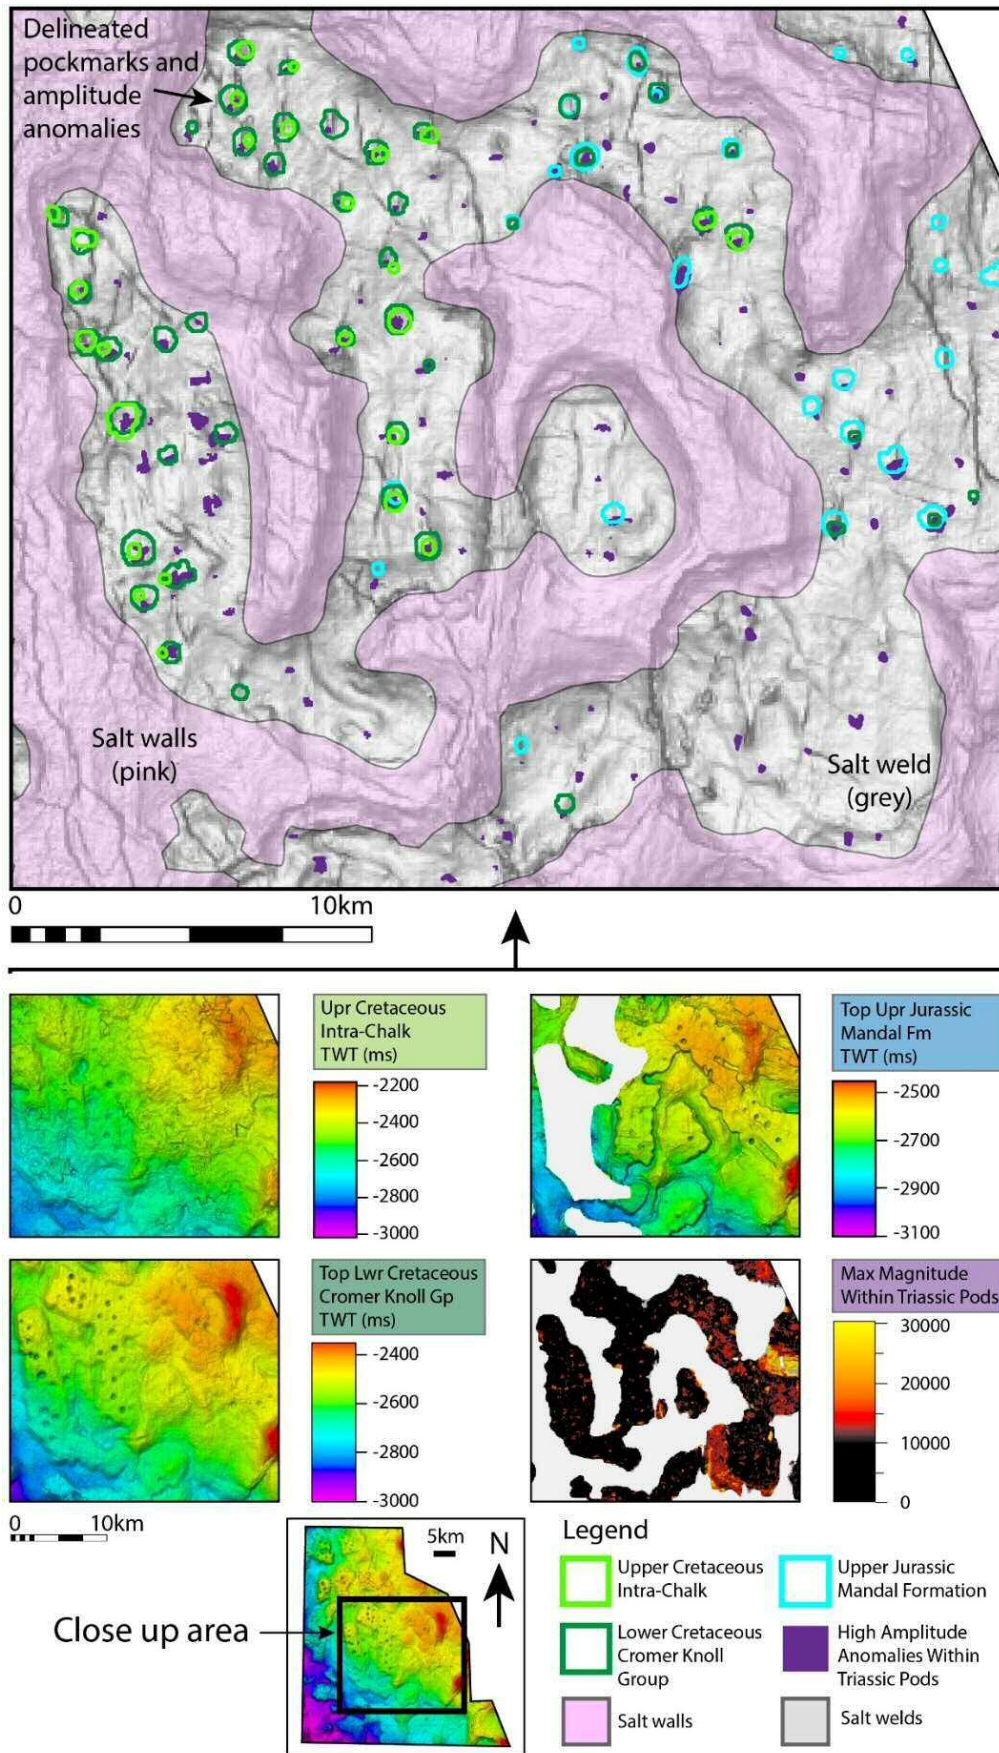 Delineated
pockmarks and
amplitude
anomalies
Salt walls
(pink)
Salt weld
(grey)
0
10km
Upr Cretaceous
Intra-Chalk
TWT (ms)
-2200
-2400
-2600
-2800
-3000
Top Upr Jurassic
Mandal Fm
TWT (ms)
-2500
-2700
-2900
-3100
Top Lwr Cretaceous
Cromer Knoll Gp
TWT (ms)
-2400
-2600
-2800
-3000
Max Magnitude
Within Triassic Pods
30000
20000
10000
0
0
10km
5km
N
Close up area
Legend
Upper Cretaceous
Intra-Chalk
Upper Jurassic
Mandal Formation
Lower Cretaceous
Cromer Knoll
Group
High Amplitude
Anomalies Within
Triassic Pods
Salt walls
Salt welds